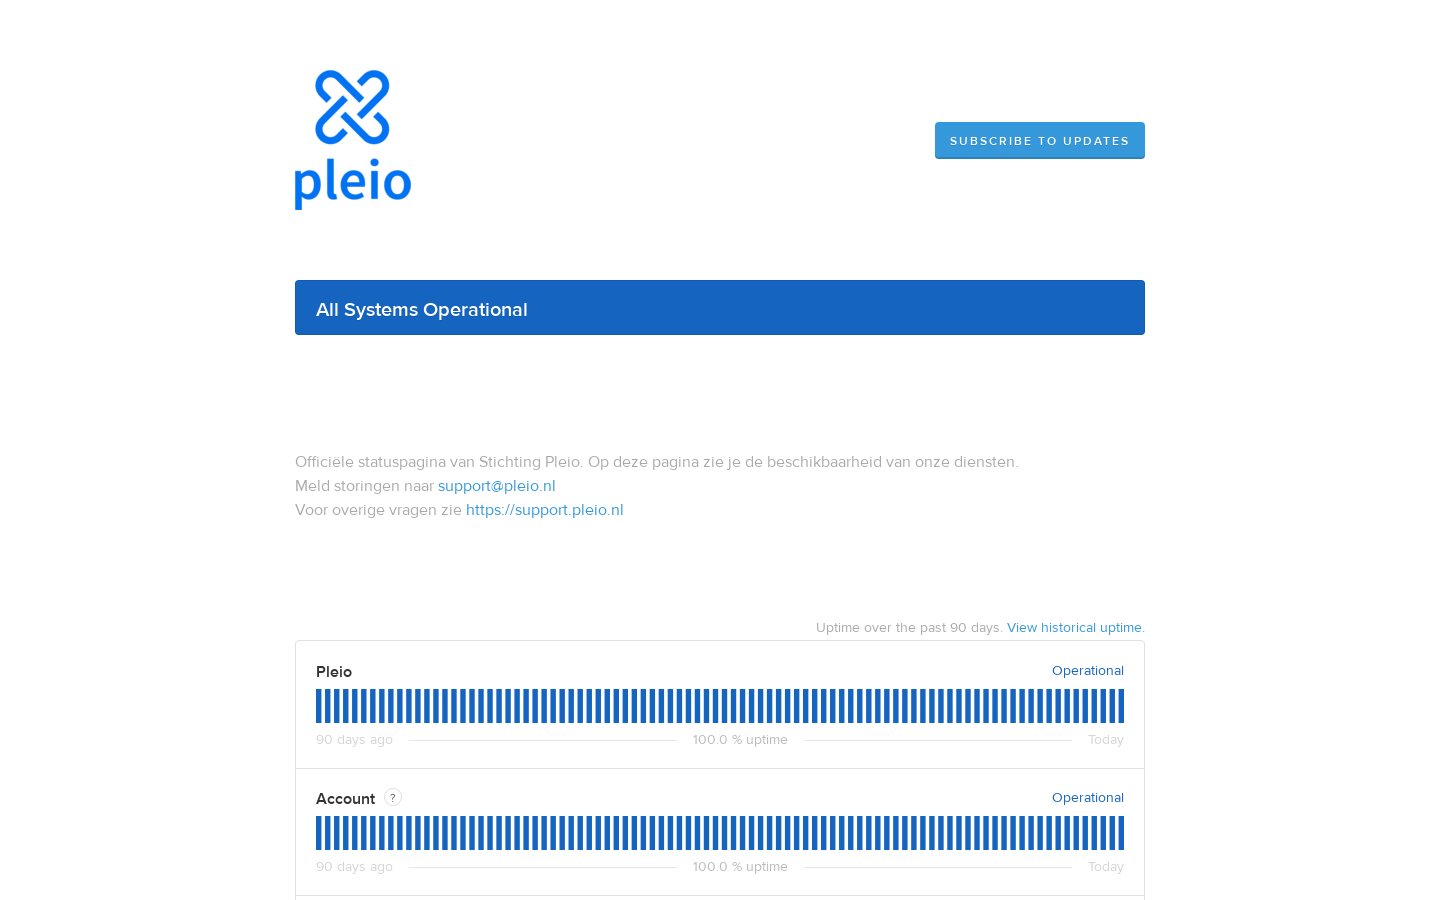 pleio
SUBSCRIBE TO UPDATES
All Systems Operational
Officiële statuspagina van Stichting Pleio. Op deze pagina zie je de beschikbaarheid van onze diensten.
Meld storingen naar support@pleio.nl
Voor overige vragen zie https://support.pleio.nl
Uptime over the past 90 days. View historical uptime.
Pleio Operational
90 days ago 100.0 % uptime Today
Account ? Operational
90 days ago 100.0 % uptime Today